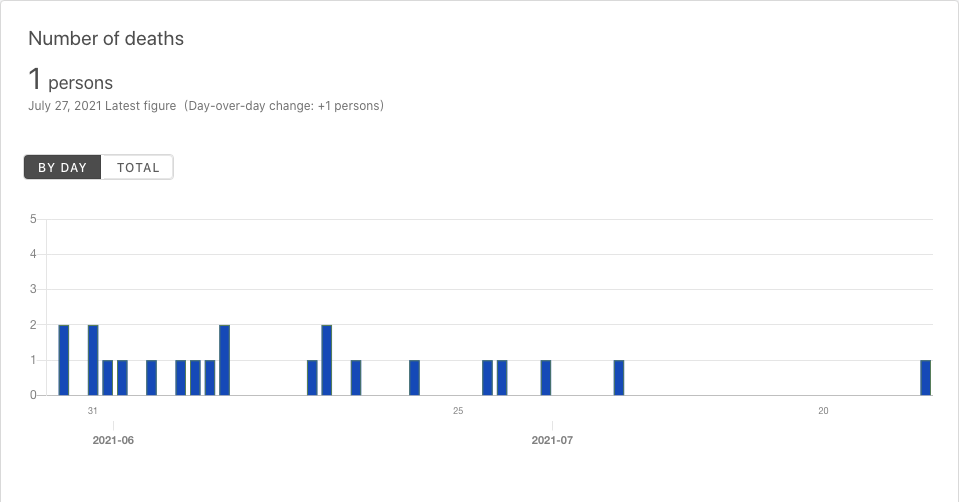 Number of deaths
1 persons
July 27, 2021 Latest figure (Day-over-day change: +1 persons)
BY DAY TOTAL
5
4
3
2
1
0
31 25 20
2021-06 2021-07